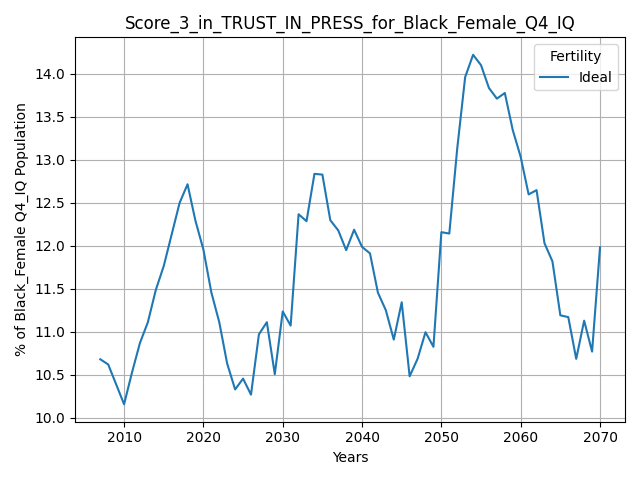 Score_3_in_TRUST_IN_PRESS_for_Black_Female_Q4_IQ
Fertility
Ideal
% of Black_Female Q4_IQ Population
14.0
13.5
13.0
12.5
12.0
11.5
11.0
10.5
10.0
2010 2020 2030 2040 2050 2060 2070
Years